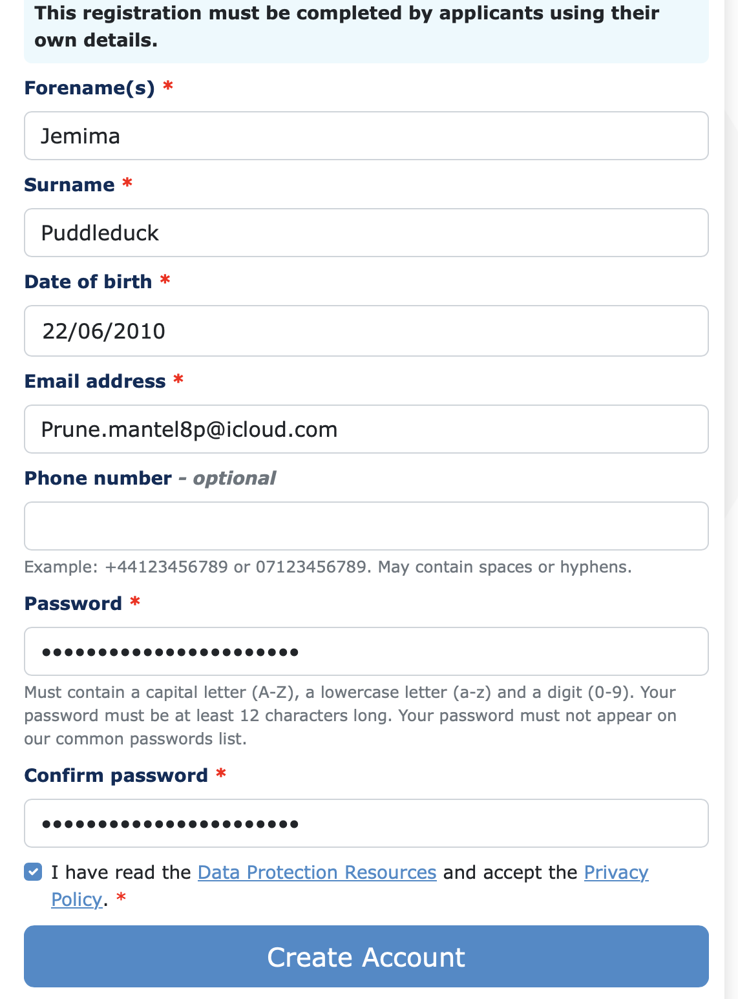 This registration must be completed by applicants using their
own details.
Forename(s) *
Jemima
Surname *
Puddleduck
Date of birth *
22/06/2010
Email address *
Prune.mantel8p@icloud.com
Phone number - optional
Example: +44123456789 or 07123456789. May contain spaces or hyphens.
Password *
•••••••••••••••••••••••
Must contain a capital letter (A-Z), a lowercase letter (a-z) and a digit (0-9). Your
password must be at least 12 characters long. Your password must not appear on
our common passwords list.
Confirm password *
•••••••••••••••••••••••
I have read the Data Protection Resources and accept the Privacy
Policy. *
Create Account